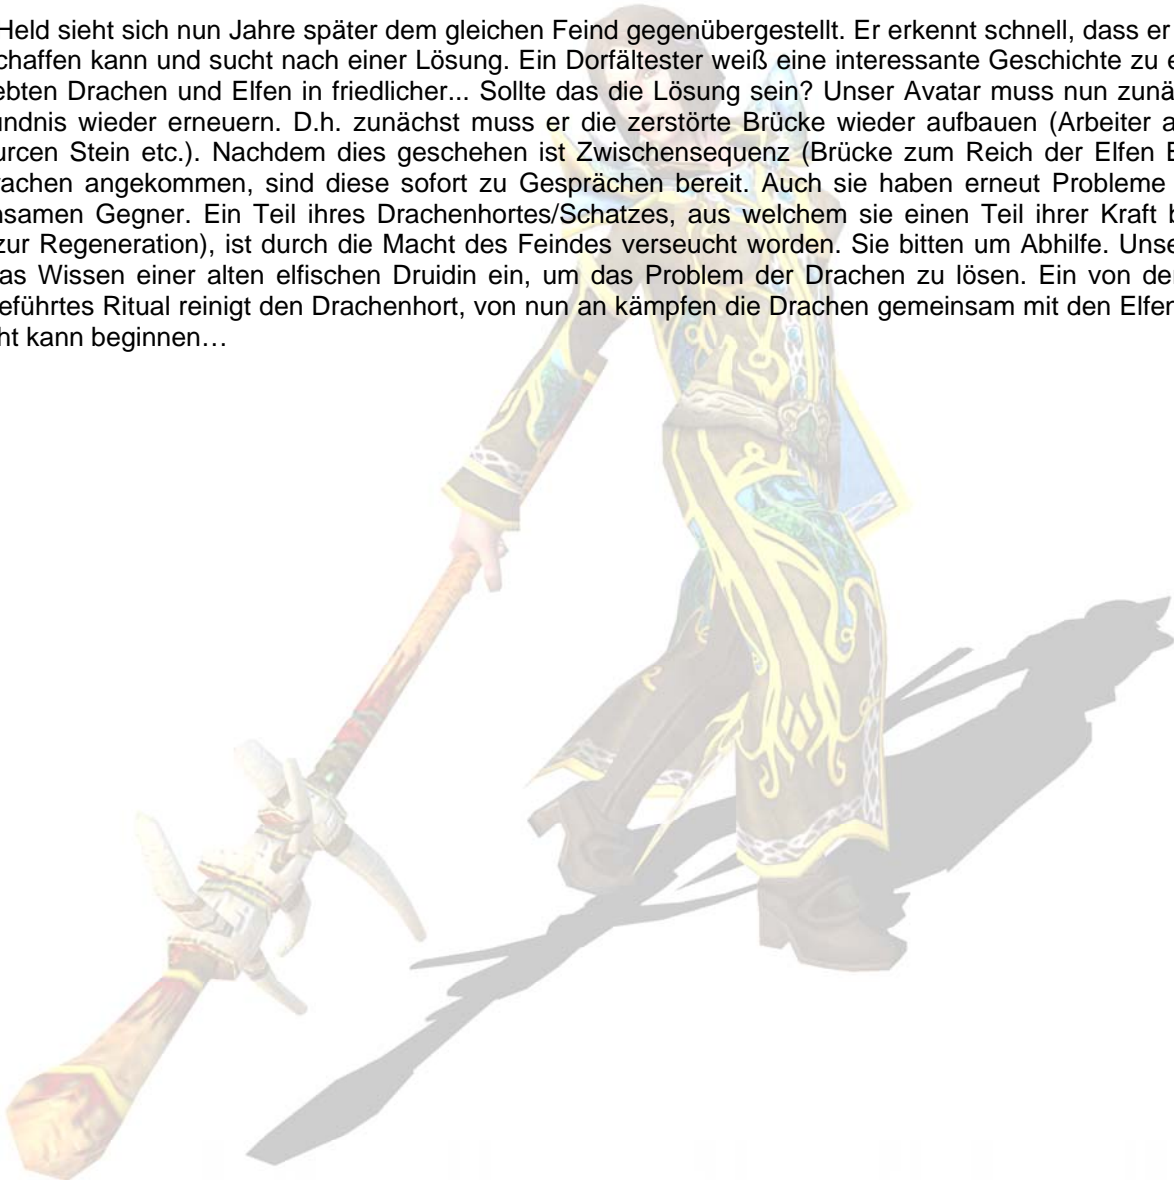 Held sieht sich nun Jahre später dem gleichen Feind gegenübergestellt. Er erkennt schnell, dass er
chaffen kann und sucht nach einer Lösung. Ein Dorfältester weiß eine interessante Geschichte zu e
ebten Drachen und Elfen in friedlicher... Sollte das die Lösung sein? Unser Avatar muss nun zunä
ündnis wieder erneuern. D.h. zunächst muss er die zerstörte Brücke wieder aufbauen (Arbeiter a
urcen Stein etc.). Nachdem dies geschehen ist Zwischensequenz (Brücke zum Reich der Elfen E
rachen angekommen, sind diese sofort zu Gesprächen bereit. Auch sie haben erneut Probleme
nsamen Gegner. Ein Teil ihres Drachenhortes/Schatzes, aus welchem sie einen Teil ihrer Kraft b
zur Regeneration), ist durch die Macht des Feindes verseucht worden. Sie bitten um Abhilfe. Unse
as Wissen einer alten elfischen Druidin ein, um das Problem der Drachen zu lösen. Ein von de
eführtes Ritual reinigt den Drachenhort, von nun an kämpfen die Drachen gemeinsam mit den Elfen
ht kann beginnen…